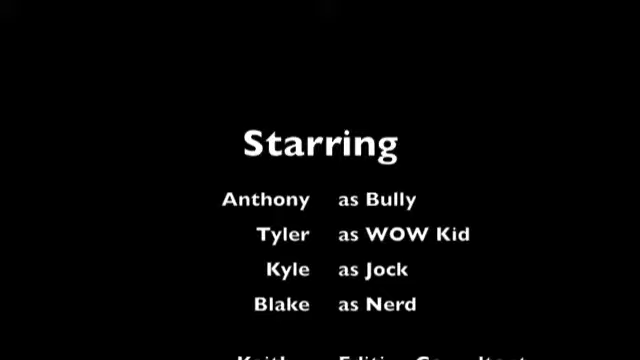 Starring
Anthony as Bully
Tyler as WOW Kid
Kyle as Jock
Blake as Nerd